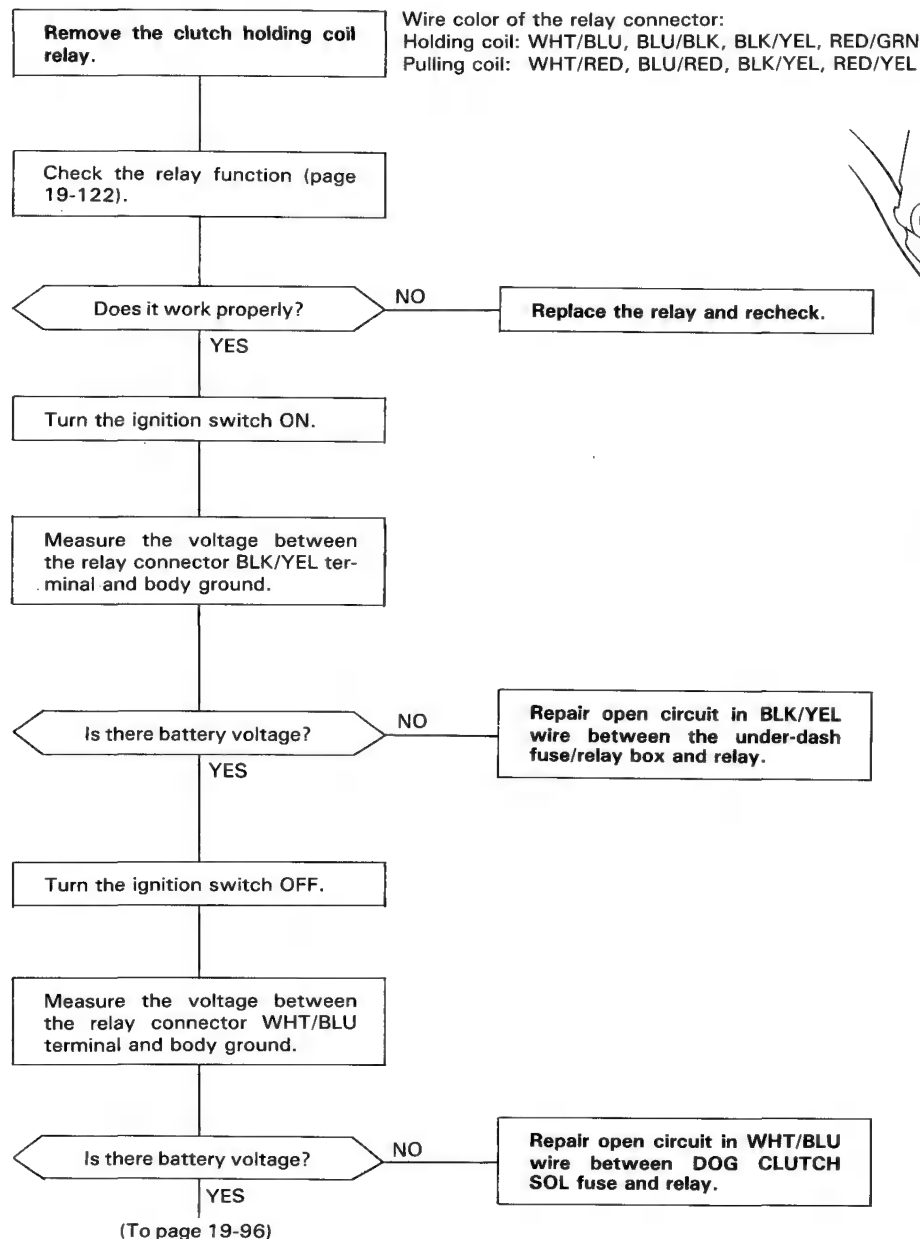 Remove the clutch holding coil
relay.
Wire color of the relay connector:
Holding coil: WHT/BLU, BLU/BLK, BLK/YEL, RED/GRN
Pulling coil: WHT/RED, BLU/RED, BLK/YEL, RED/YEL
Check the relay function (page
19-122).
Does it work properly?
NO
Replace the relay and recheck.
YES
Turn the ignition switch ON.
Measure the voltage between
the relay connector BLK/YEL ter-
minal and body ground.
Is there battery voltage?
NO
Repair open circuit in BLK/YEL
wire between the under-dash
fuse/relay box and relay.
YES
Turn the ignition switch OFF.
Measure the voltage between
the relay connector WHT/BLU
terminal and body ground.
Is there battery voltage?
NO
Repair open circuit in WHT/BLU
wire between DOG CLUTCH
SOL fuse and relay.
YES
(To page 19-96)